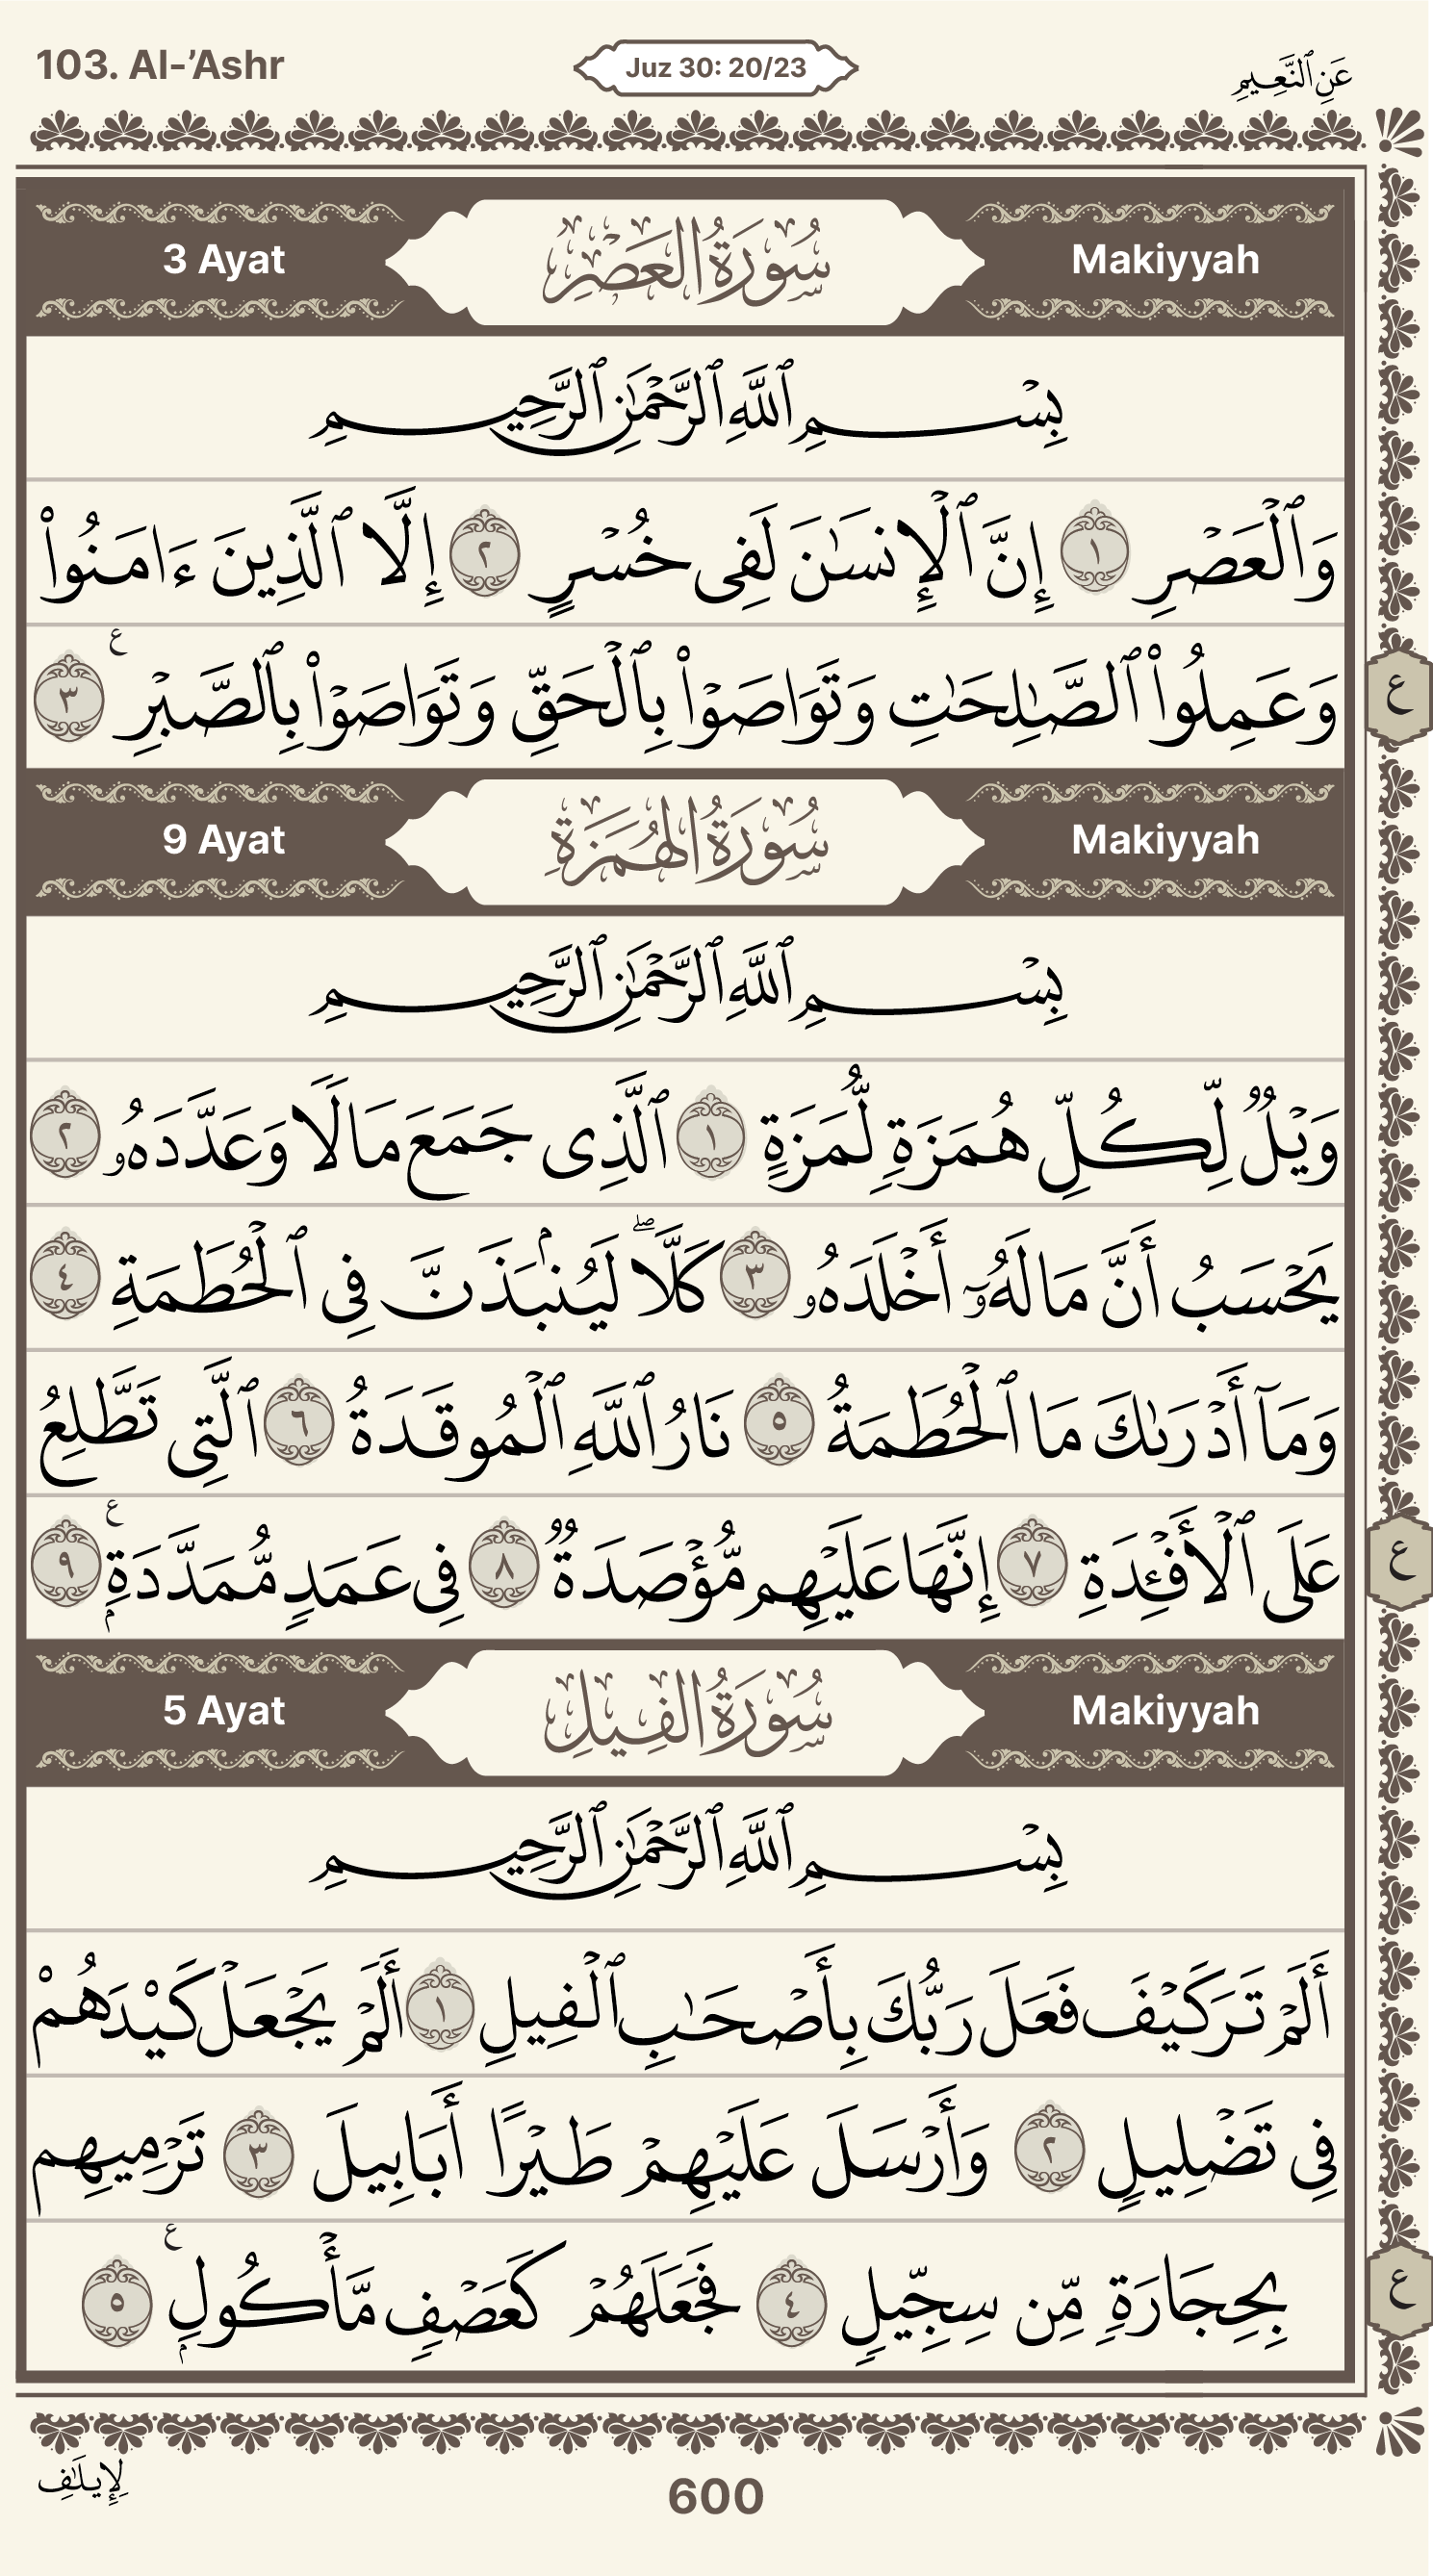 103. Al-’Ashr
Juz 30: 20/23
عَنِ ٱلنَّعِيمِ
3 Ayat سُورَةُ العَصْرِ Makiyyah
بِسْمِ ٱللَّهِ ٱلرَّحْمَٰنِ ٱلرَّحِيمِ
وَٱلْعَصْرِ ١ إِنَّ ٱلْإِنسَٰنَ لَفِى خُسْرٍ ٢ إِلَّا ٱلَّذِينَ ءَامَنُوا۟
وَعَمِلُوا۟ ٱلصَّٰلِحَٰتِ وَتَوَاصَوْا۟ بِٱلْحَقِّ وَتَوَاصَوْا۟ بِٱلصَّبْرِ ع ٣
ع
9 Ayat سُورَةُ الهُمَزَةِ Makiyyah
بِسْمِ ٱللَّهِ ٱلرَّحْمَٰنِ ٱلرَّحِيمِ
وَيْلٌ لِّكُلِّ هُمَزَةٍ لُّمَزَةٍ ١ ٱلَّذِى جَمَعَ مَالًا وَعَدَّدَهُۥ ٢
يَحْسَبُ أَنَّ مَالَهُۥٓ أَخْلَدَهُۥ ٣ كَلَّا ۖ لَيُنۢبَذَنَّ فِى ٱلْحُطَمَةِ ٤
وَمَآ أَدْرَىٰكَ مَا ٱلْحُطَمَةُ ٥ نَارُ ٱللَّهِ ٱلْمُوقَدَةُ ٦ ٱلَّتِى تَطَّلِعُ
عَلَى ٱلْأَفْـِٔدَةِ ٧ إِنَّهَا عَلَيْهِم مُّؤْصَدَةٌ ٨ فِى عَمَدٍ مُّمَدَّدَةٍۭ ع ٩
ع
5 Ayat سُورَةُ الفِيلِ Makiyyah
بِسْمِ ٱللَّهِ ٱلرَّحْمَٰنِ ٱلرَّحِيمِ
أَلَمْ تَرَ كَيْفَ فَعَلَ رَبُّكَ بِأَصْحَٰبِ ٱلْفِيلِ ١ أَلَمْ يَجْعَلْ كَيْدَهُمْ
فِى تَضْلِيلٍ ٢ وَأَرْسَلَ عَلَيْهِمْ طَيْرًا أَبَابِيلَ ٣ تَرْمِيهِم
بِحِجَارَةٍ مِّن سِجِّيلٍ ٤ فَجَعَلَهُمْ كَعَصْفٍ مَّأْكُولٍۭ ع ٥
ع
لِإِيلَٰفِ
600